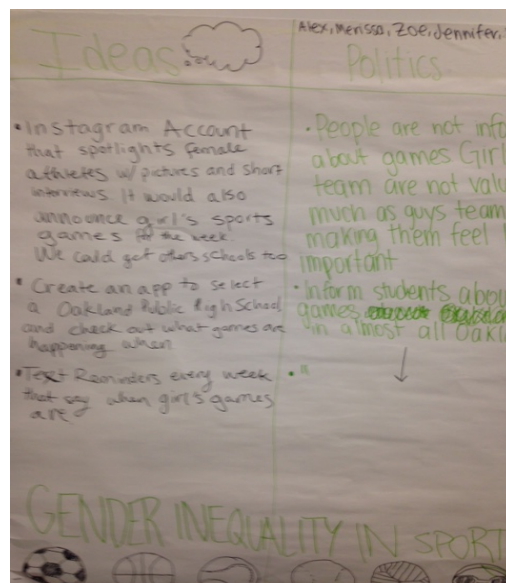 Alex, Merissa, Zoe, Jennifer,
Ideas
• Instagram Account
that spotlights female
athletes w/ pictures and short
interviews It would also
announce girl's sports
games for the week.
We could get others schools too
• Create an app to select
a Oakland Public High School
and check out what games are
happening when
• Text Reminders every week
that say when girl's games
are
Politics
• People are not info
about games Girl
team are not valu
much as guys team
making them feel
important
• Inform students abou
games
in almost all Oakl
GENDER INEQUALITY IN SPORT